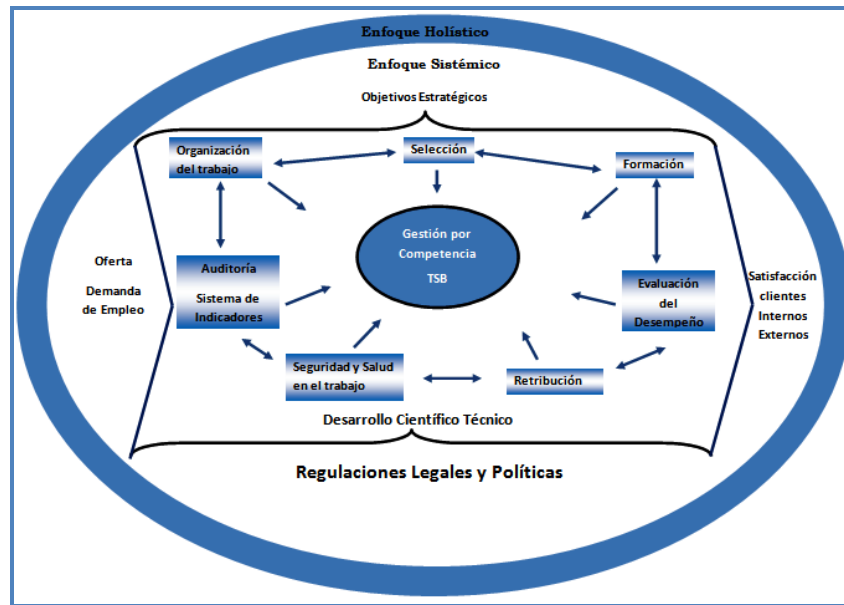 Enfoque Holístico
Enfoque Sistémico
Objetivos Estratégicos
Organización
del trabajo
Selección
Formación
Gestión por
Competencia
TSB
Oferta
Demanda
de Empleo
Auditoría
Sistema de
Indicadores
Evaluación
del
Desempeño
Satisfacción
clientes
Internos
Externos
Seguridad y Salud
en el trabajo
Retribución
Desarrollo Científico Técnico
Regulaciones Legales y Políticas